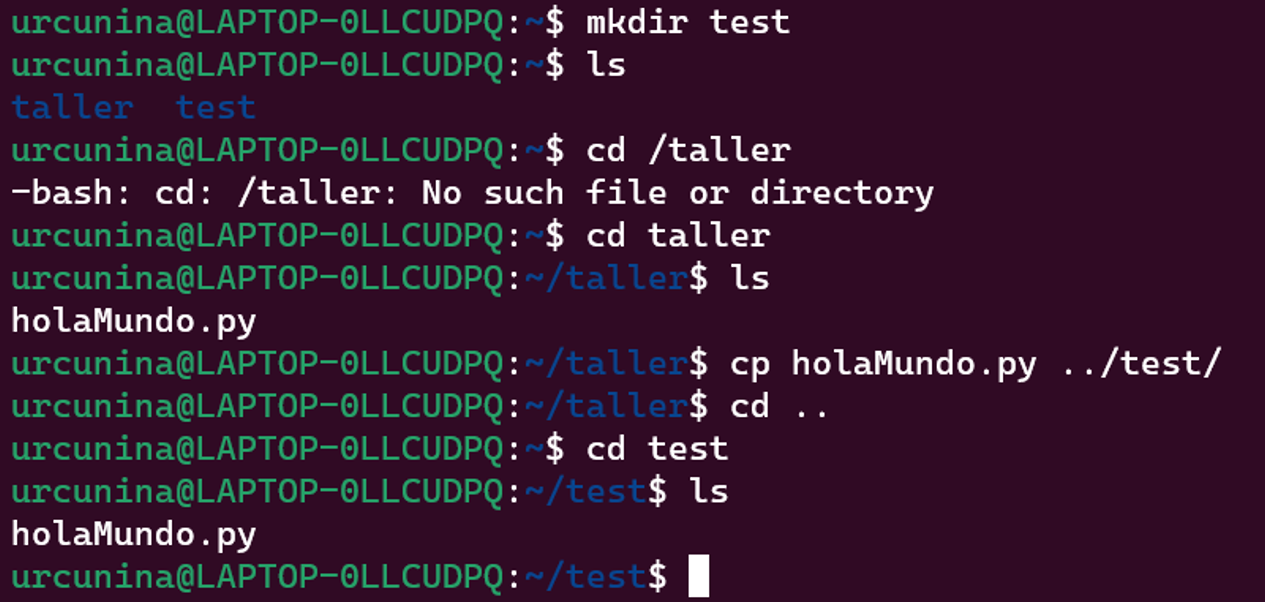 urcunina@LAPTOP-0LLCUDPQ:~$ mkdir test
urcunina@LAPTOP-0LLCUDPQ:~$ ls
taller  test
urcunina@LAPTOP-0LLCUDPQ:~$ cd /taller
-bash: cd: /taller: No such file or directory
urcunina@LAPTOP-0LLCUDPQ:~$ cd taller
urcunina@LAPTOP-0LLCUDPQ:~/taller$ ls
holaMundo.py
urcunina@LAPTOP-0LLCUDPQ:~/taller$ cp holaMundo.py ../test/
urcunina@LAPTOP-0LLCUDPQ:~/taller$ cd ..
urcunina@LAPTOP-0LLCUDPQ:~$ cd test
urcunina@LAPTOP-0LLCUDPQ:~/test$ ls
holaMundo.py
urcunina@LAPTOP-0LLCUDPQ:~/test$